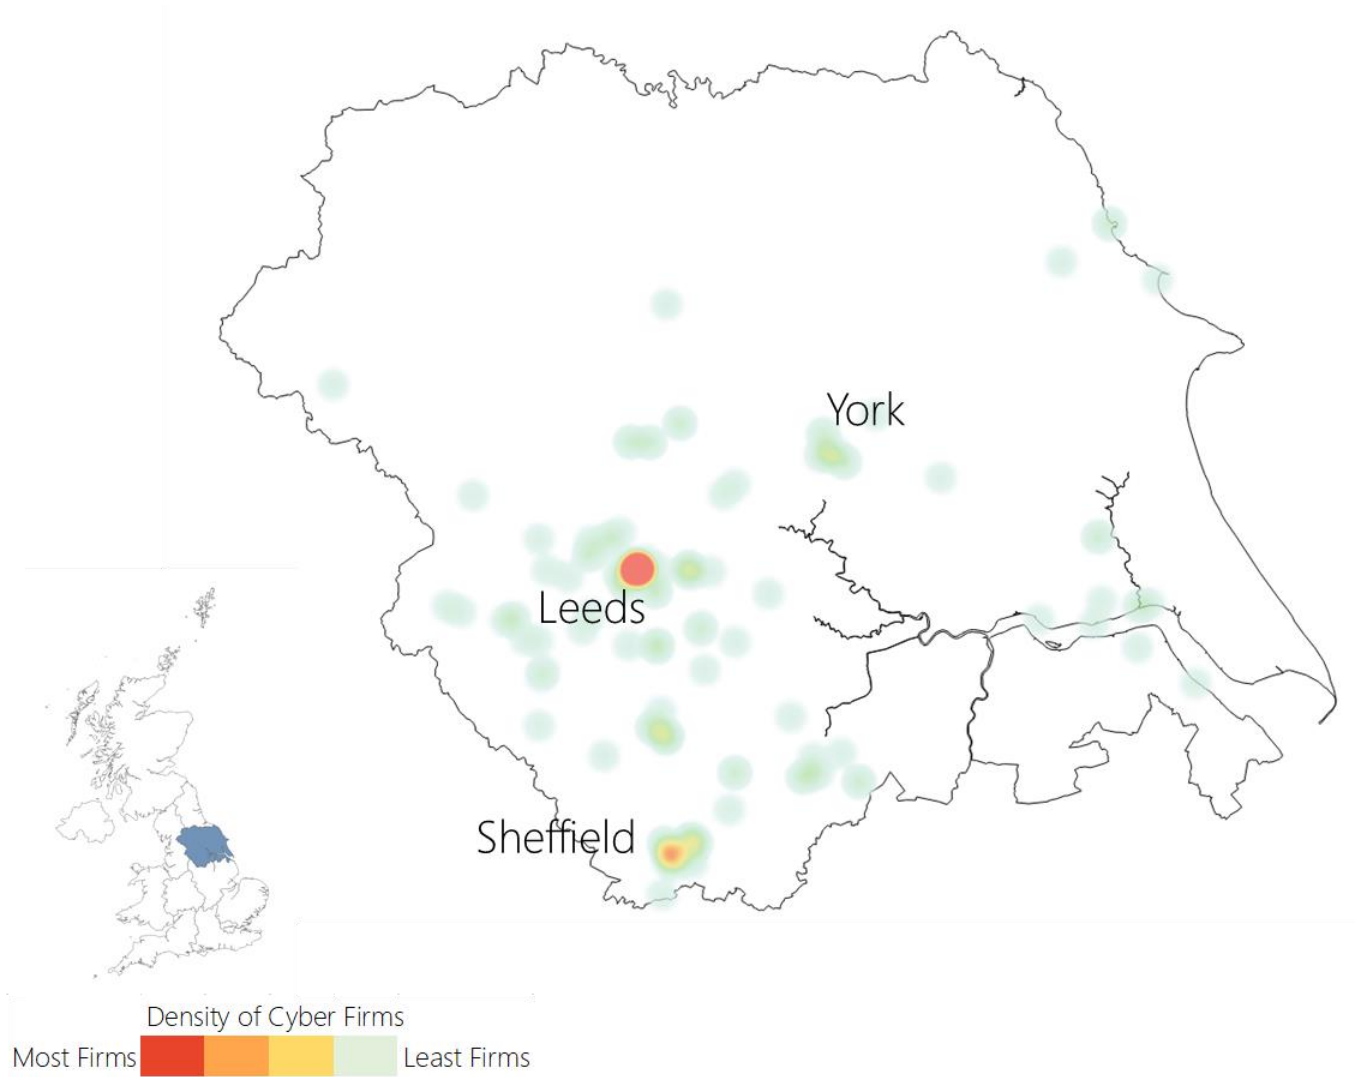 York
Leeds
Sheffield
Density of Cyber Firms
Most Firms
Least Firms